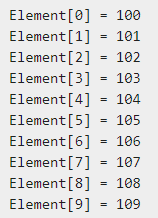 Element[0] = 100
Element[1] = 101
Element[2] = 102
Element[3] = 103
Element[4] = 104
Element[5] = 105
Element[6] = 106
Element[7] = 107
Element[8] = 108
Element[9] = 109